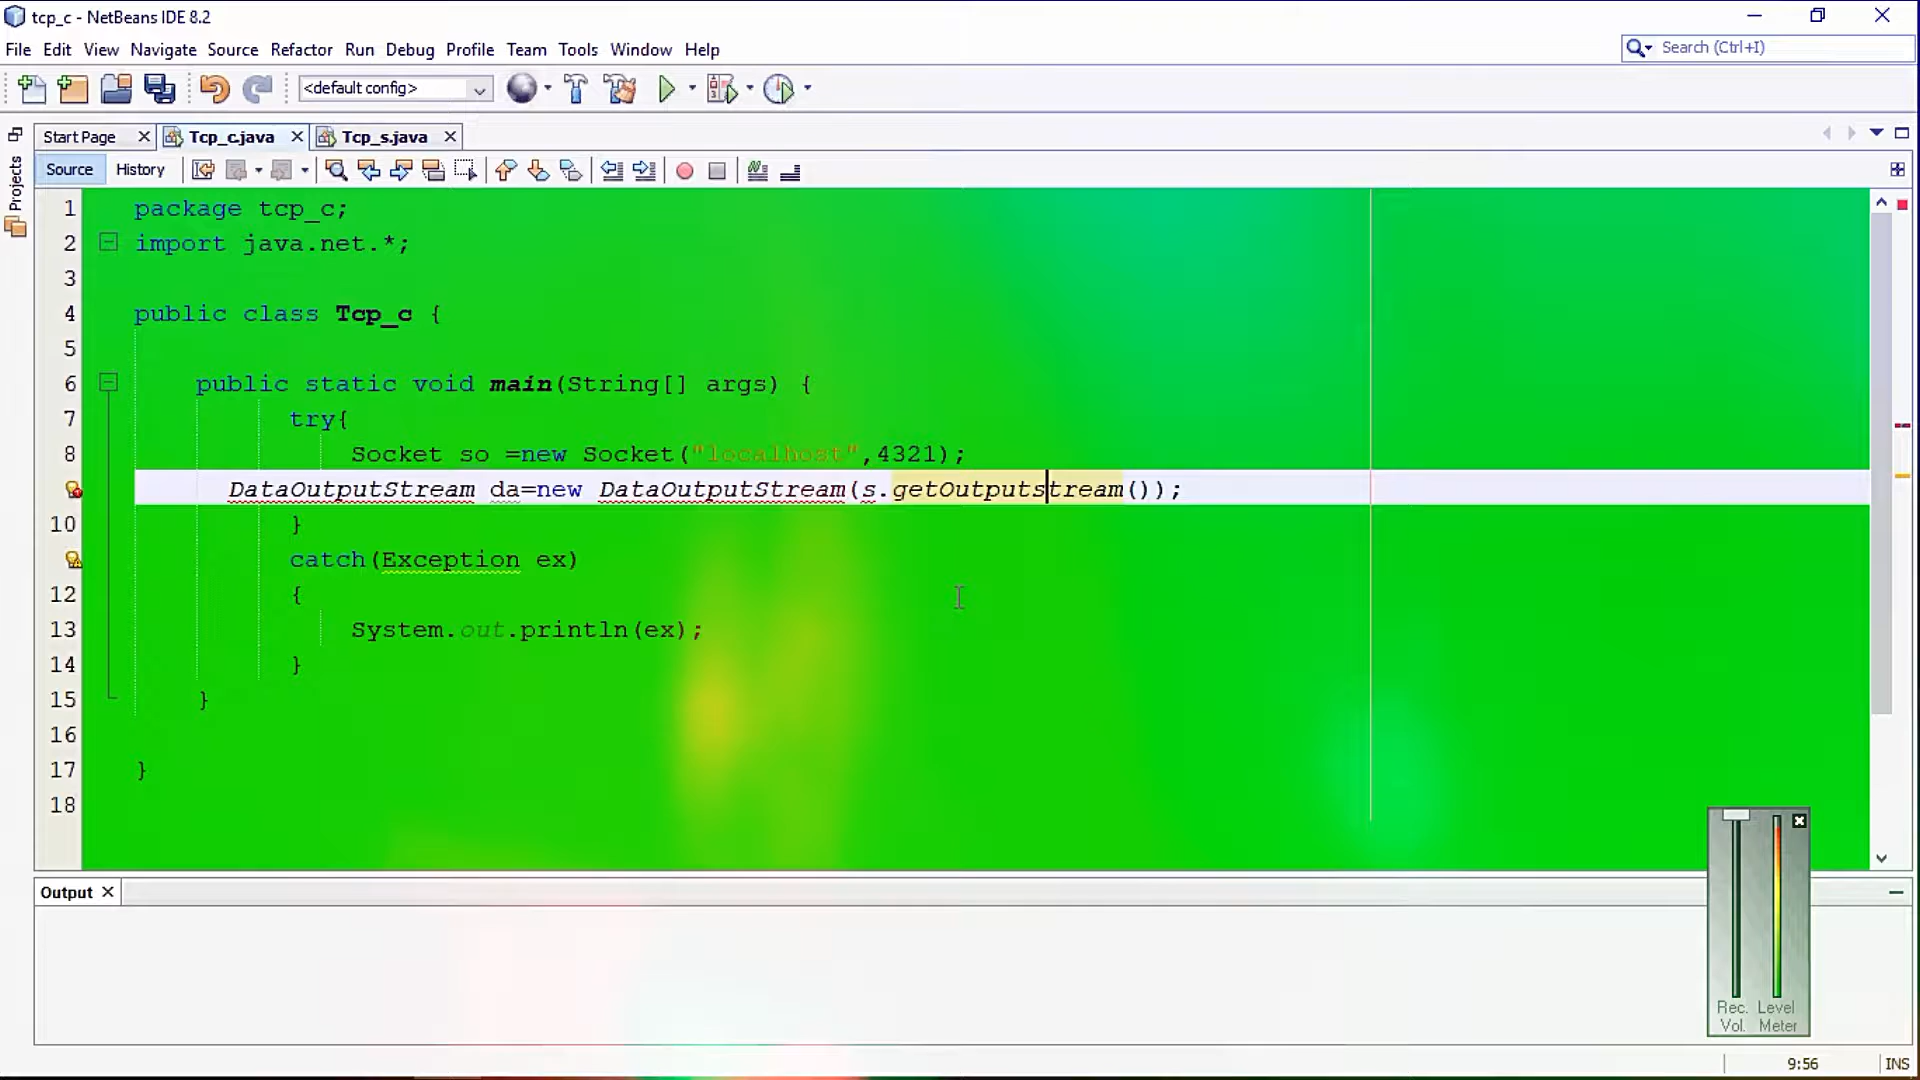 tcp_c - NetBeans IDE 8.2
File Edit View Navigate Source Refactor Run Debug Profile Team Tools Window Help
Search (Ctrl+I)
<default config>
Start Page Tcp_c.java Tcp_s.java
Projects
Source History
1 package tcp_c;
2 import java.net.*;
3
4 public class Tcp_c {
5
6 public static void main(String[] args) {
7 try{
8 Socket so =new Socket("localhost",4321);
DataOutputStream da=new DataOutputStream(s.getOutputstream());
10 }
catch(Exception ex)
12 {
13 System.out.println(ex);
14 }
15 }
16
17 }
18
Output
Rec. Level
Vol. Meter
9:56 INS